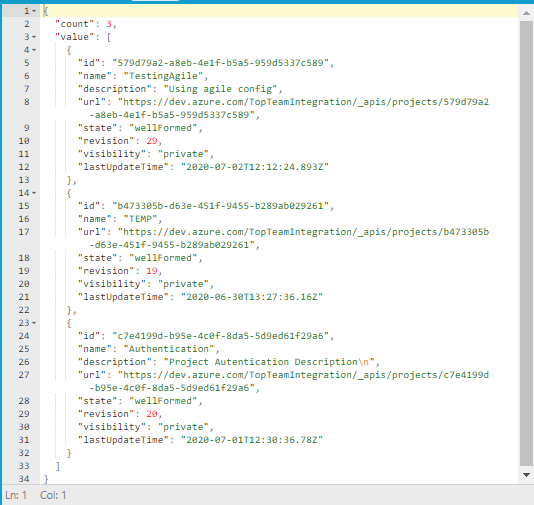 1 {
2 "count": 3,
3 "value": [
4 {
5 "id": "579d79a2-a8eb-4e1f-b5a5-959d5337c589",
6 "name": "TestingAgile",
7 "description": "Using agile config",
8 "url": "https://dev.azure.com/TopTeamIntegration/_apis/projects/579d79a2
-a8eb-4e1f-b5a5-959d5337c589",
9 "state": "wellFormed",
10 "revision": 29,
11 "visibility": "private",
12 "lastUpdateTime": "2020-07-02T12:12:24.893Z"
13 },
14 {
15 "id": "b473305b-d63e-451f-9455-b289ab029261",
16 "name": "TEMP",
17 "url": "https://dev.azure.com/TopTeamIntegration/_apis/projects/b473305b
-d63e-451f-9455-b289ab029261",
18 "state": "wellFormed",
19 "revision": 19,
20 "visibility": "private",
21 "lastUpdateTime": "2020-06-30T13:27:36.16Z"
22 },
23 {
24 "id": "c7e4199d-b95e-4c0f-8da5-5d9ed61f29a6",
25 "name": "Authentication",
26 "description": "Project Autentication Description\n",
27 "url": "https://dev.azure.com/TopTeamIntegration/_apis/projects/c7e4199d
-b95e-4c0f-8da5-5d9ed61f29a6",
28 "state": "wellFormed",
29 "revision": 20,
30 "visibility": "private",
31 "lastUpdateTime": "2020-07-01T12:30:36.78Z"
32 }
33 ]
34 }
Ln: 1 Col: 1